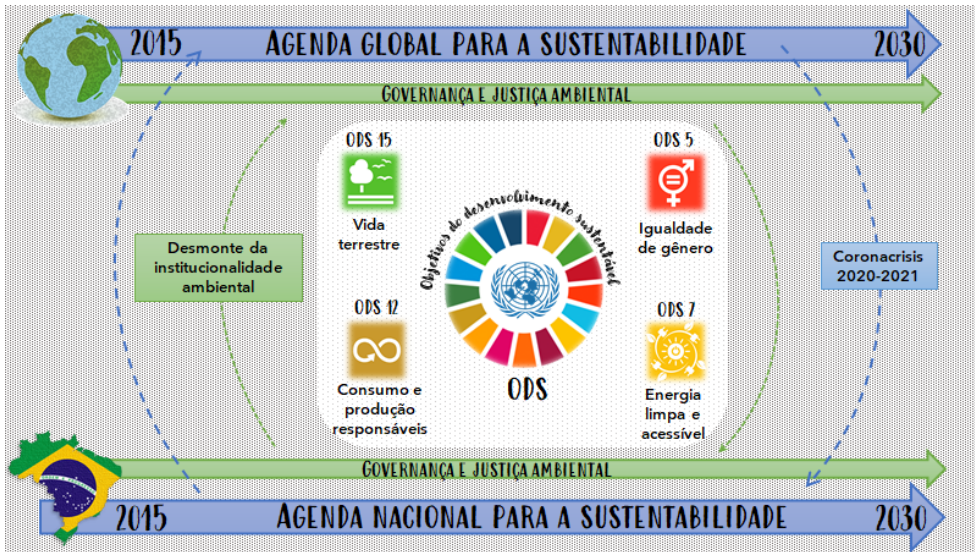 2015 AGENDA GLOBAL PARA A SUSTENTABILIDADE 2030
GOVERNANÇA E JUSTIÇA AMBIENTAL
ODS 15
Vida
terrestre
ODS 5
Igualdade
de gênero
Objetivos do desenvolvimento sustentável
Desmonte da
institucionalidade
ambiental
Coronacrisis
2020-2021
ODS 12
Consumo e
produção
responsáveis
ODS
ODS 7
Energia
limpa e
acessível
GOVERNANÇA E JUSTIÇA AMBIENTAL
2015 AGENDA NACIONAL PARA A SUSTENTABILIDADE 2030